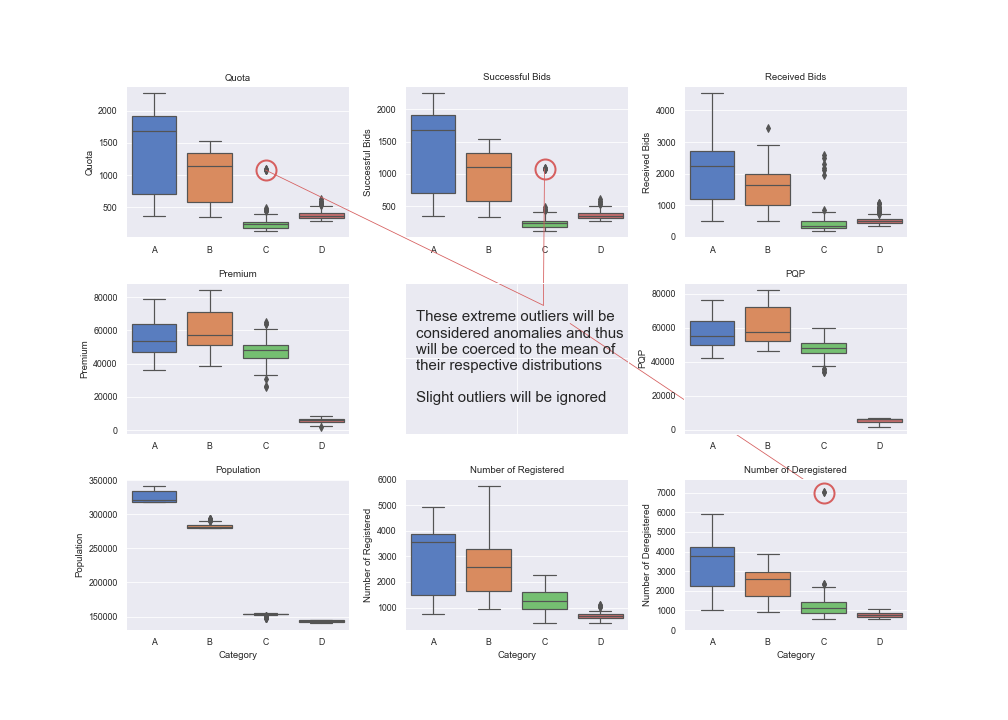 Quota
Quota
2000
1500
1000
500
A B C D
Successful Bids
Successful Bids
2000
1500
1000
500
A B C D
Received Bids
Received Bids
4000
3000
2000
1000
0
A B C D
Premium
Premium
80000
60000
40000
20000
0
A B C D
These extreme outliers will be
considered anomalies and thus
will be coerced to the mean of
their respective distributions
Slight outliers will be ignored
PQP
PQP
80000
60000
40000
20000
0
A B C D
Population
Population
350000
300000
250000
200000
150000
A B C D
Category
Number of Registered
Number of Registered
6000
5000
4000
3000
2000
1000
A B C D
Category
Number of Deregistered
Number of Deregistered
7000
6000
5000
4000
3000
2000
1000
0
A B C D
Category